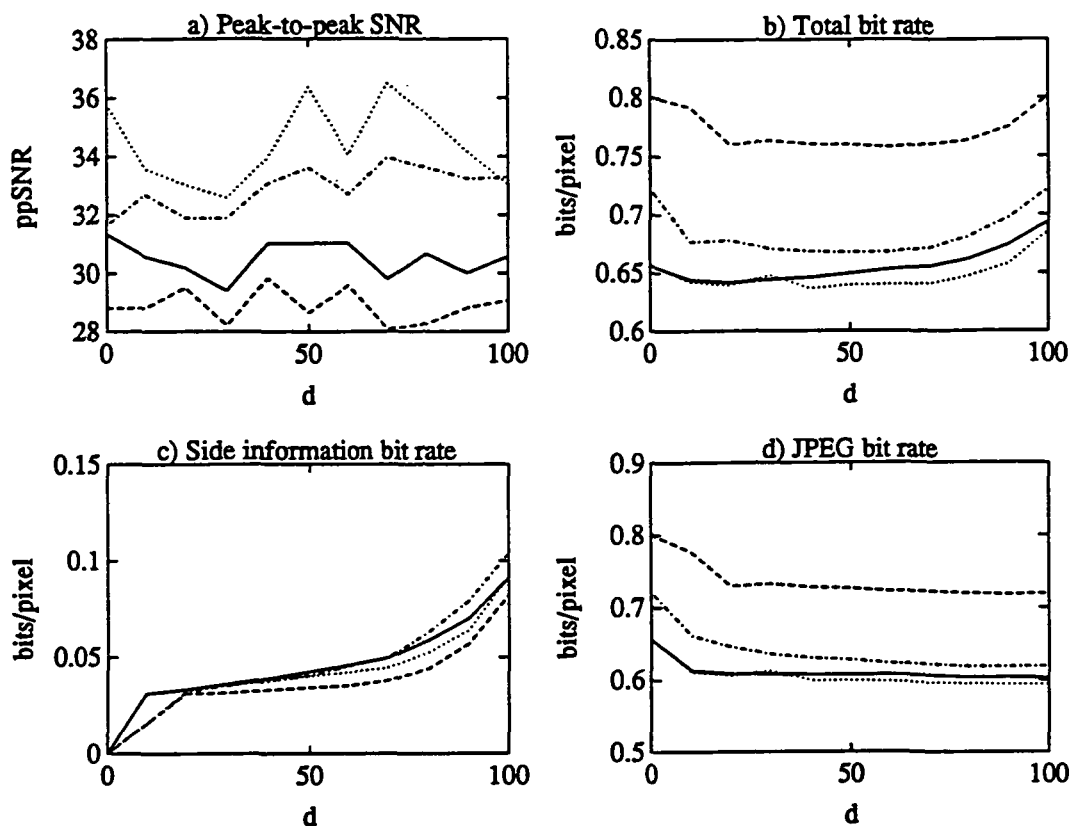 a) Peak-to-peak SNR
38
36
34
32
30
28
ppSNR
0
50
100
d
b) Total bit rate
0.85
0.8
0.75
0.7
0.65
0.6
bits/pixel
0
50
100
d
c) Side information bit rate
0.15
0.1
0.05
0
bits/pixel
0
50
100
d
d) JPEG bit rate
0.9
0.8
0.7
0.6
0.5
bits/pixel
0
50
100
d